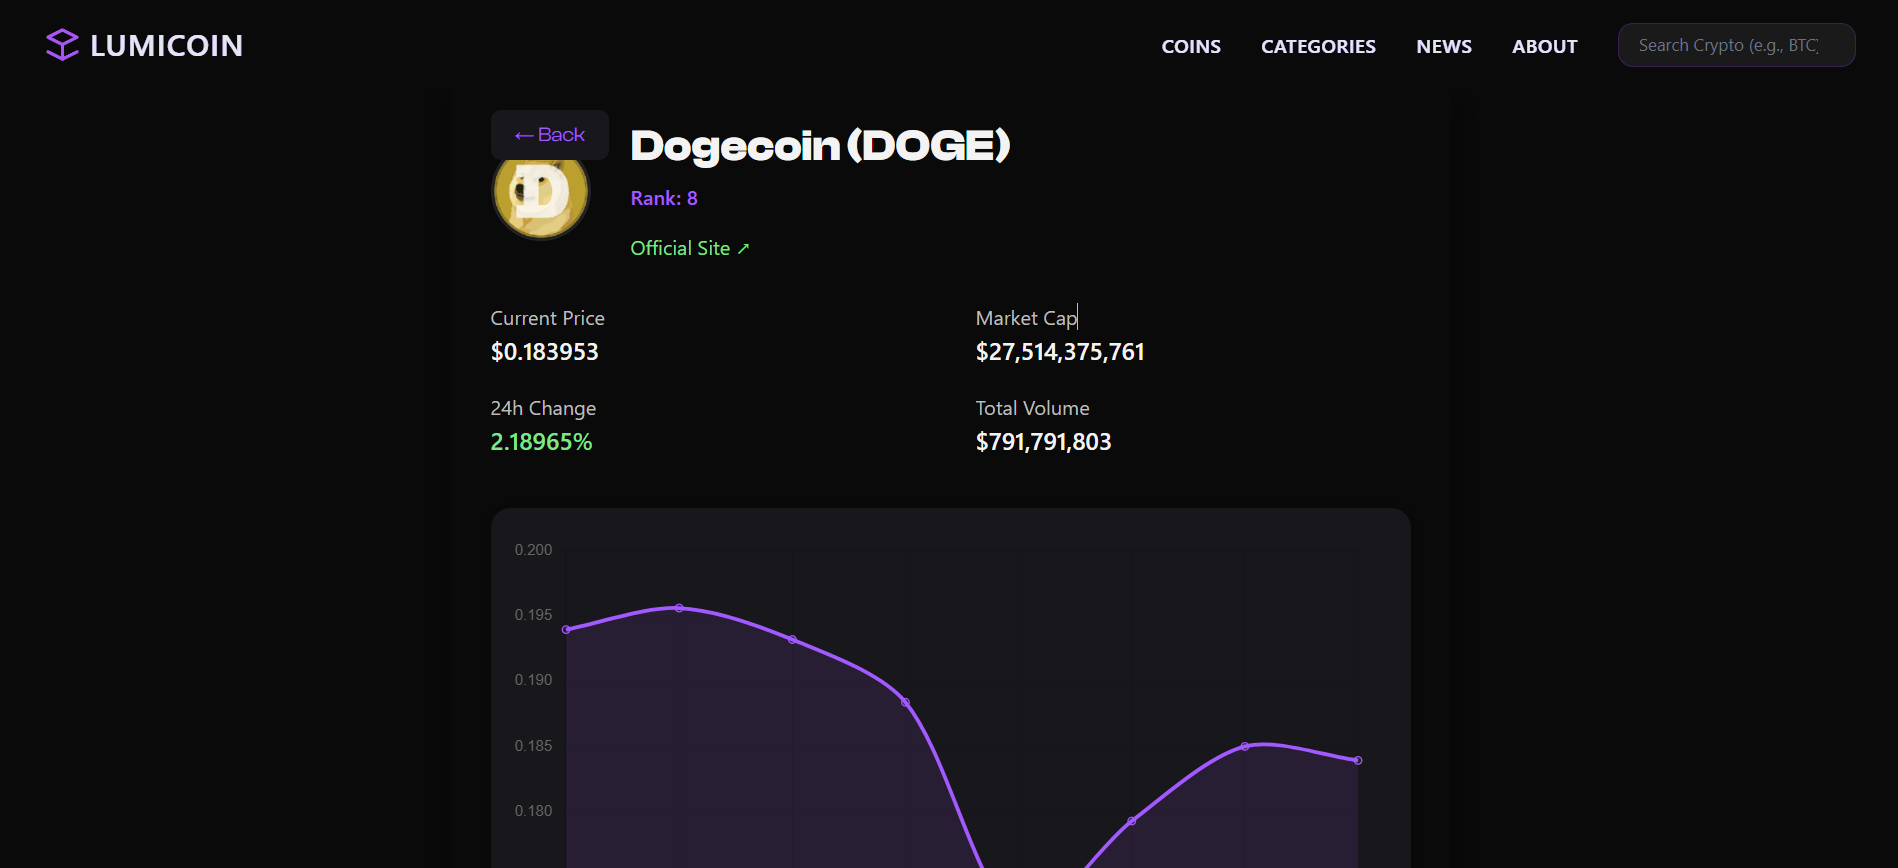 LUMICOIN
COINS CATEGORIES NEWS ABOUT Search Crypto (e.g., BTC)
← Back
Dogecoin (DOGE)
D
Rank: 8
Official Site ↗
Current Price
$0.183953
Market Cap
$27,514,375,761
24h Change
2.18965%
Total Volume
$791,791,803
0.200
0.195
0.190
0.185
0.180